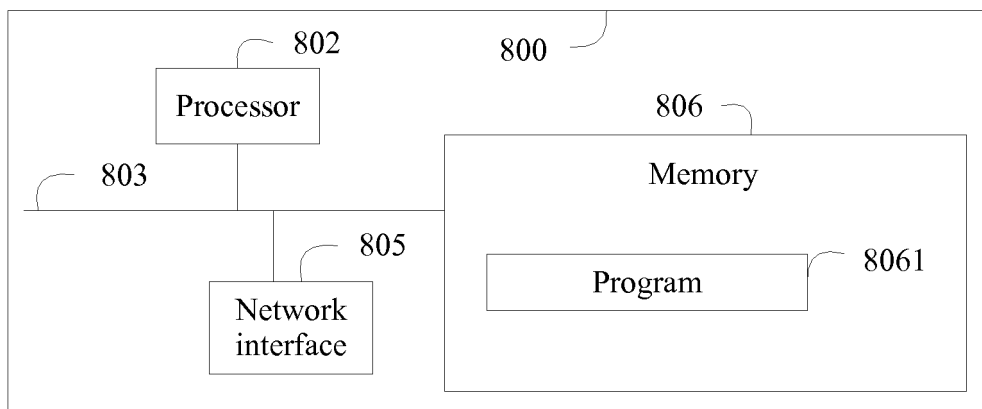 800
802
Processor
806
803
Memory
805
8061
Program
Network
interface